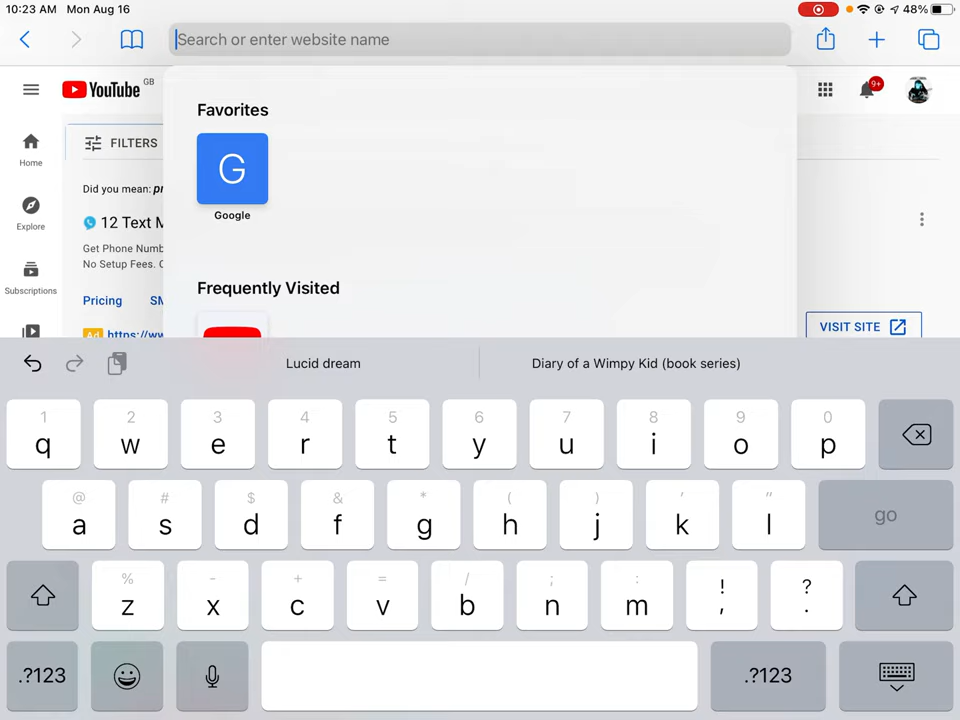 10:23 AM Mon Aug 16
48%
Search or enter website name
YouTube GB
9+
Favorites
FILTERS
G
Google
Home
Did you mean:
12 Text
Explore
Get Phone
No Setup Fees.
Frequently Visited
Subscriptions
Pricing
VISIT SITE
Ad
Lucid dream
Diary of a Wimpy Kid (book series)
1 2 3 4 5 6 7 8 9 0
q w e r t y u i o p
@ # $ & * ( ) ' "
a s d f g h j k l go
% - + = / ; : ! ?
z x c v b n m , .
.?123 .?123